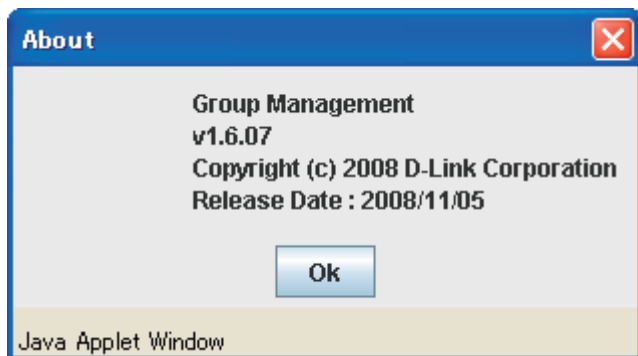 About
Group Management
v1.6.07
Copyright (c) 2008 D-Link Corporation
Release Date : 2008/11/05
Ok
Java Applet Window